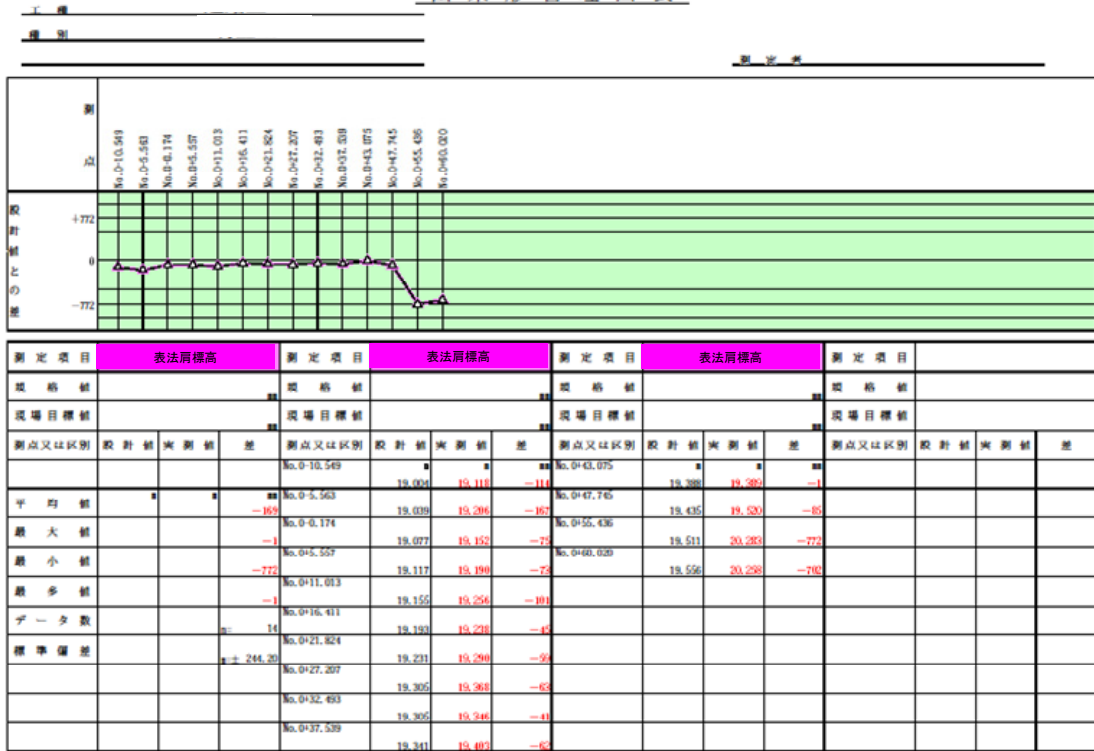 工 種
種 別
測 定 者
測 点
No.0-10.549
No.0-5.563
No.0-0.174
No.0+5.557
No.0+11.013
No.0+16.411
No.0+21.824
No.0+27.207
No.0+32.493
No.0+37.539
No.0+43.075
No.0+47.745
No.0+55.436
No.0+60.020
設計値との差
+772
0
-772
測 定 項 目 表法肩標高 測 定 項 目 表法肩標高 測 定 項 目 表法肩標高 測 定 項 目
規 格 値 規 格 値 規 格 値 規 格 値
現場目標値 現場目標値 現場目標値 現場目標値
測点又は区別 設 計 値 実 測 値 差 測点又は区別 設 計 値 実 測 値 差 測点又は区別 設 計 値 実 測 値 差 測点又は区別 設 計 値 実 測 値 差
No.0-10.549 19.004 19.118 -114 No.0+43.075 19.388 19.389 -1
平 均 値 -169 No.0-5.563 19.039 19.206 -167 No.0+47.745 19.435 19.520 -85
最 大 値 -1 No.0-0.174 19.077 19.152 -75 No.0+55.436 19.511 20.283 -772
最 小 値 -772 No.0+5.557 19.117 19.190 -73 No.0+60.020 19.556 20.258 -702
最 多 値 -1 No.0+11.013 19.155 19.256 -101
データ数 n= 14 No.0+16.411 19.193 19.238 -45
標 準 偏 差 ± 244.20 No.0+21.824 19.231 19.290 -59
No.0+27.207 19.305 19.368 -63
No.0+32.493 19.305 19.346 -41
No.0+37.539 19.341 19.403 -62